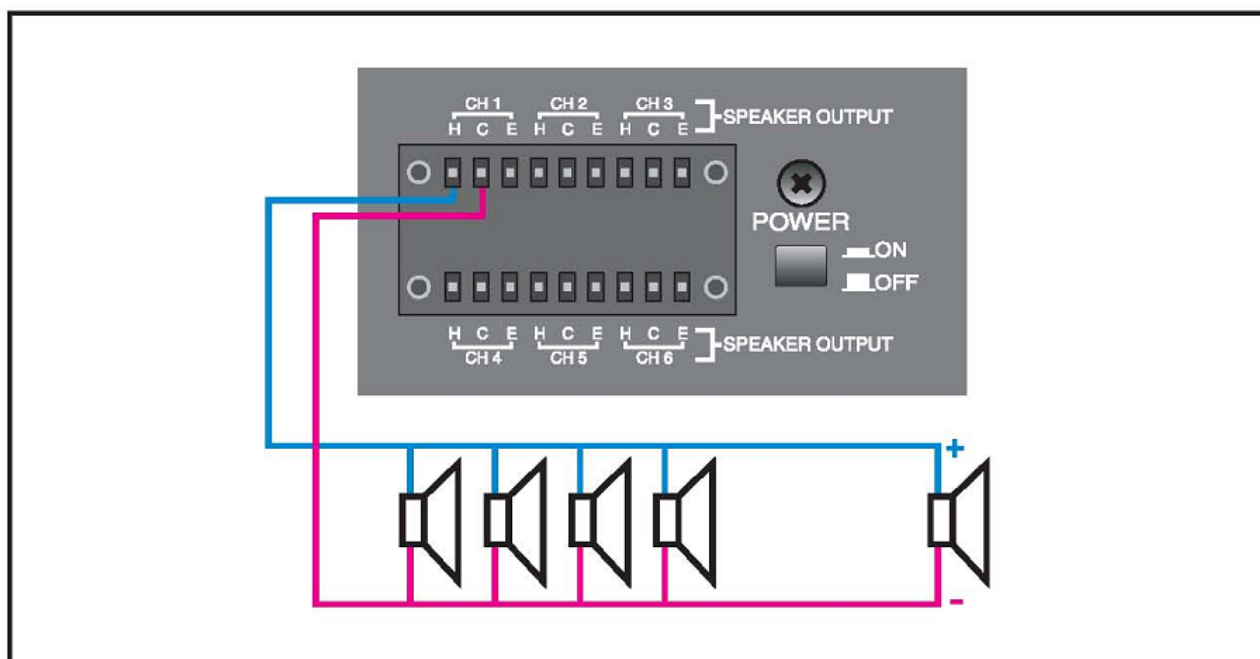 CH 1 CH 2 CH 3
H C E H C E H C E
SPEAKER OUTPUT
POWER
ON
OFF
H C E H C E H C E
CH 4 CH 5 CH 6
SPEAKER OUTPUT
+
-